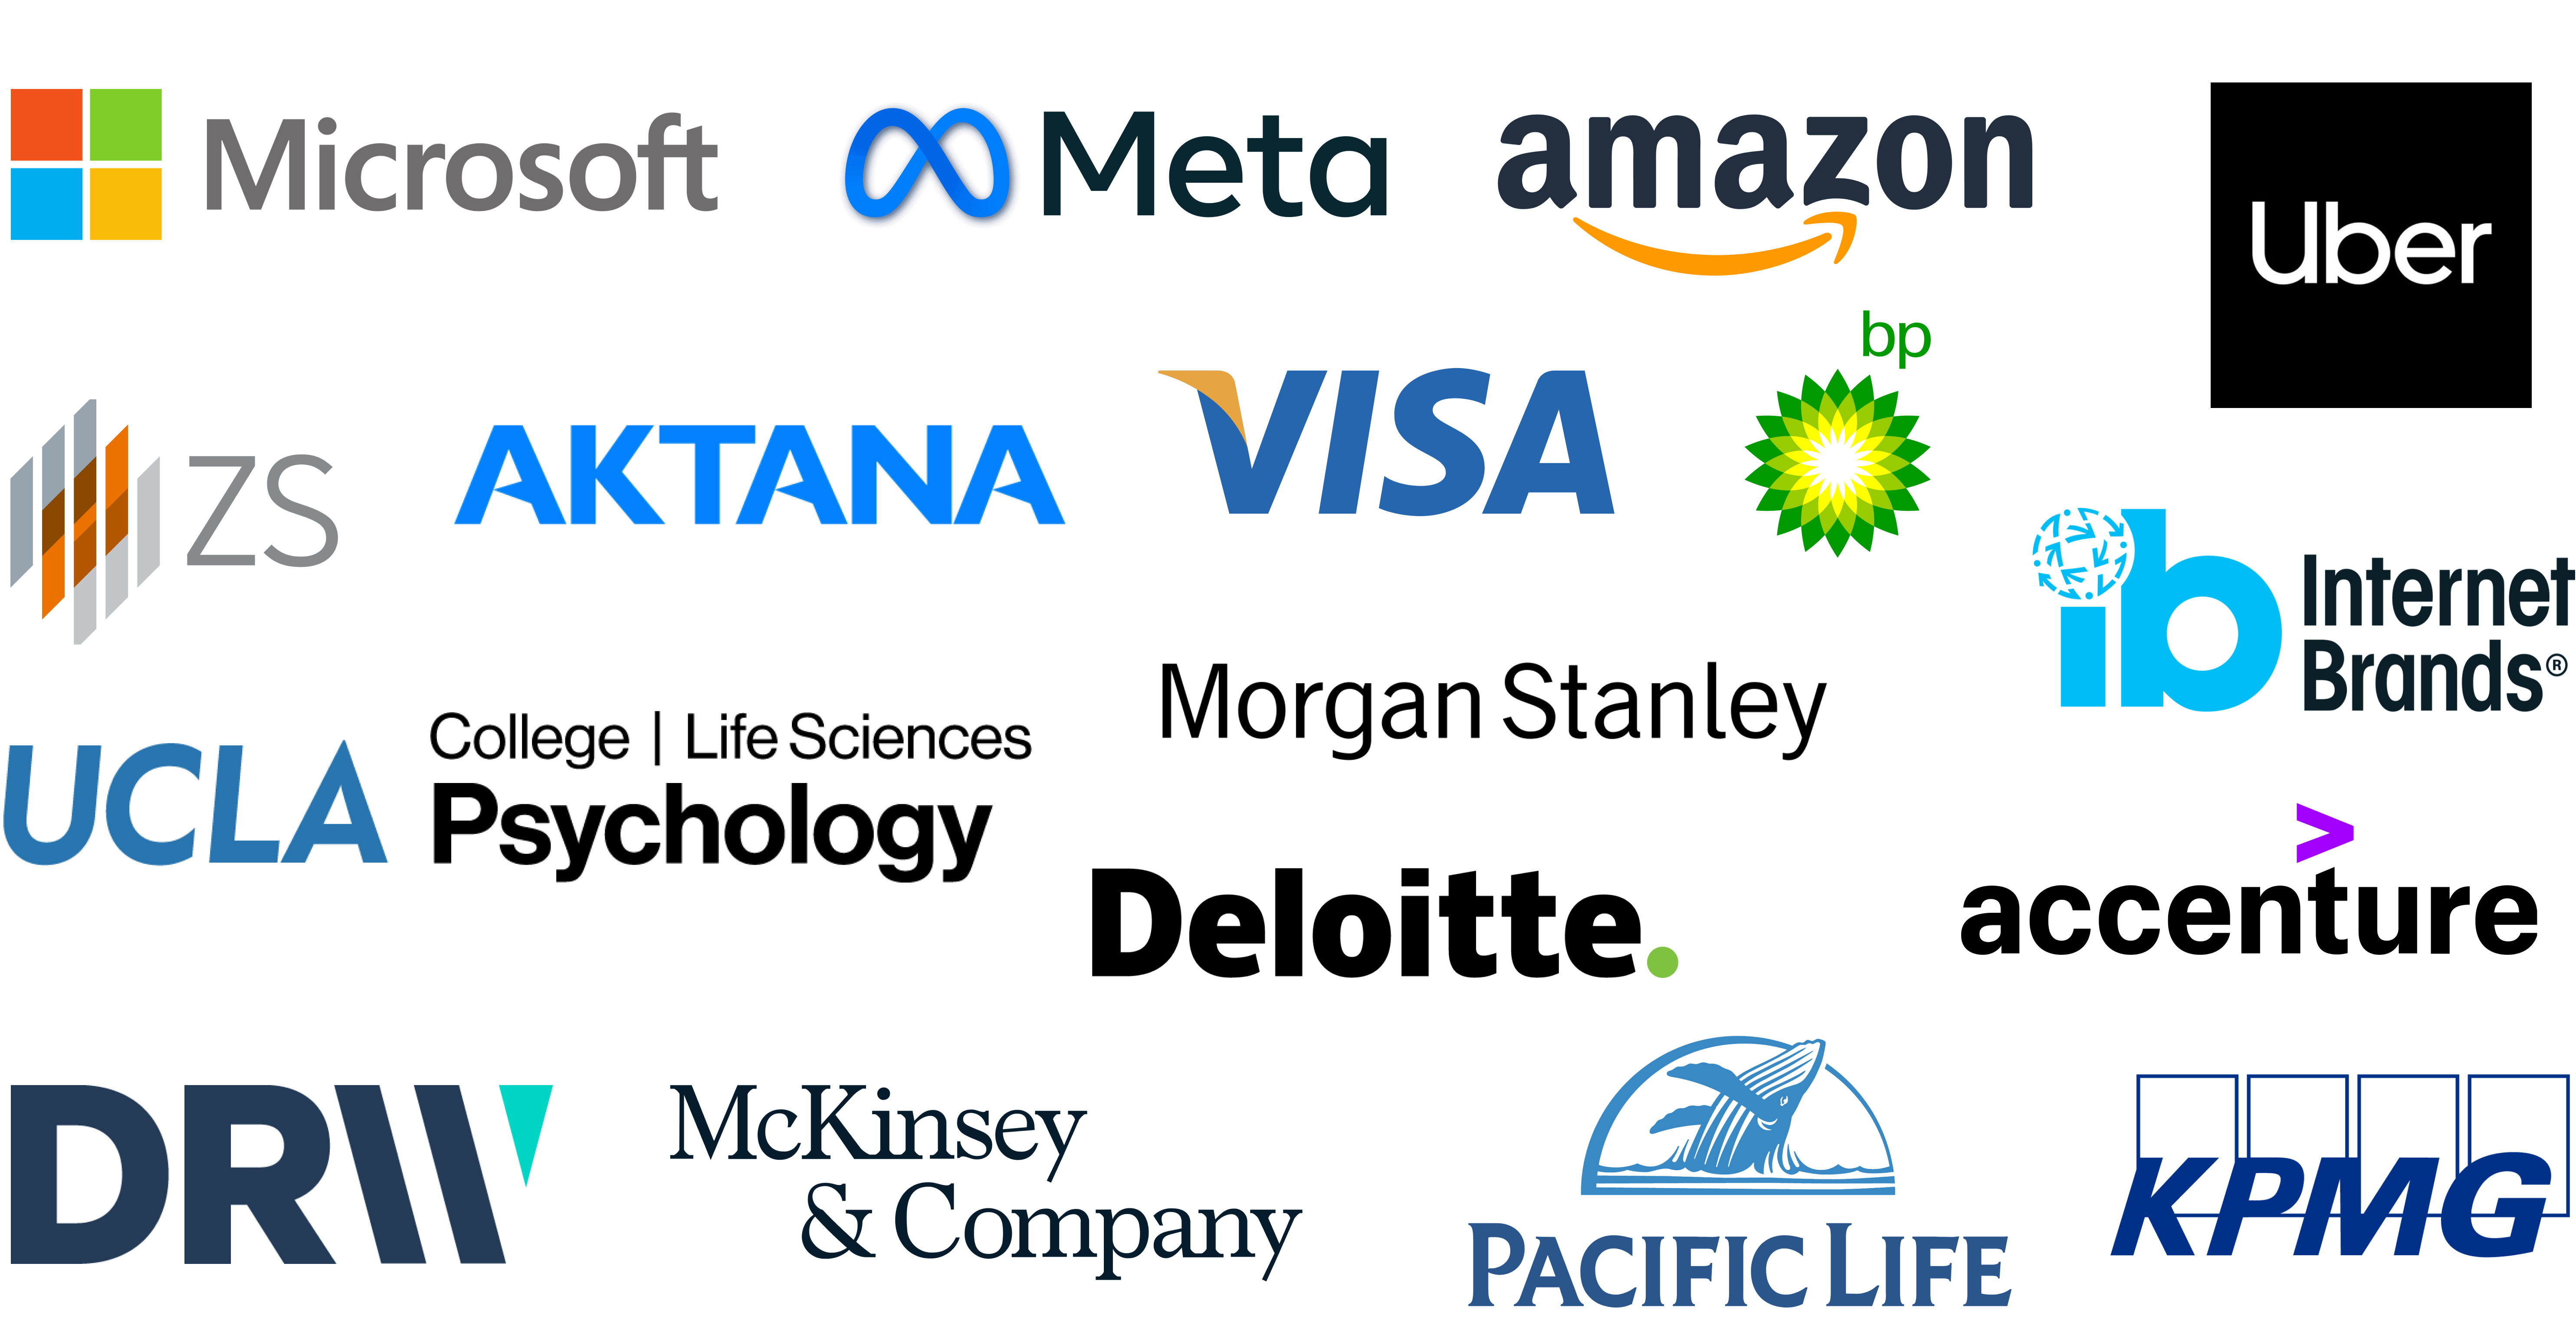 Microsoft
Meta
amazon
Uber
bp
ZS
AKTANA
VISA
ib
Internet
Brands®
Morgan Stanley
UCLA
College | Life Sciences
Psychology
Deloitte.
>
accenture
DRW
McKinsey
& Company
PACIFIC LIFE
KPMG